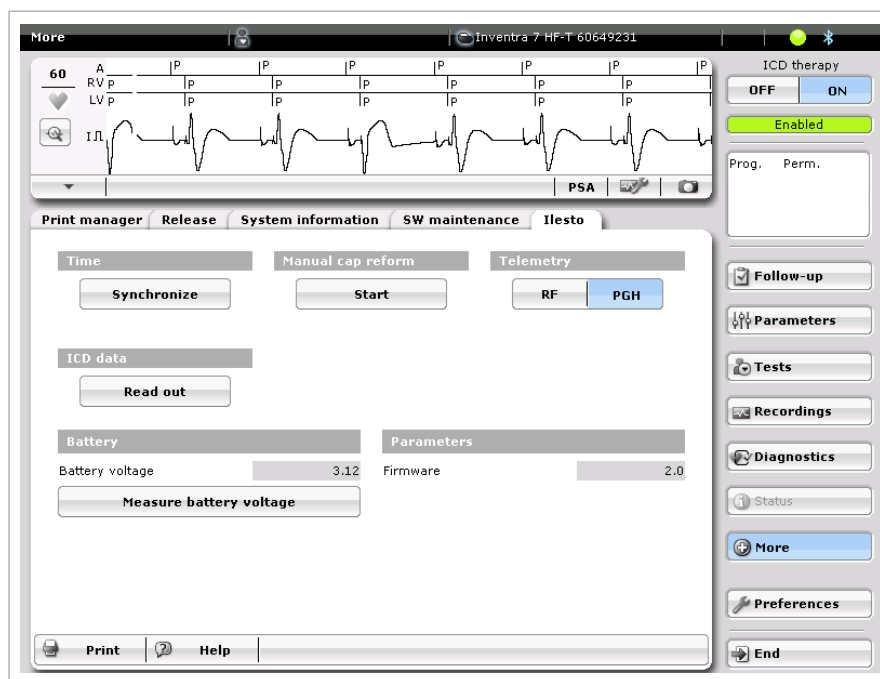 More
Inventra 7 HF-T 60649231
60
A
P P P P P P P
RV P P P P P P P
LV P P P P P P P
I
PSA
ICD therapy
OFF ON
Enabled
Prog. Perm.
Print manager Release System information SW maintenance Ilesto
Time Manual cap reform Telemetry
Synchronize Start RF PGH
ICD data
Read out
Battery Parameters
Battery voltage 3.12 Firmware 2.0
Measure battery voltage
Print Help
Follow-up
Parameters
Tests
Recordings
Diagnostics
Status
More
Preferences
End